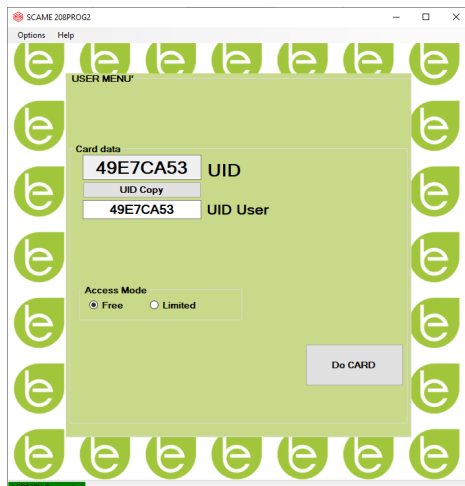 SCAME 208PROG2
Options Help
USER MENU'
Card data
49E7CA53 UID
UID Copy
49E7CA53 UID User
Access Mode
Free Limited
Do CARD